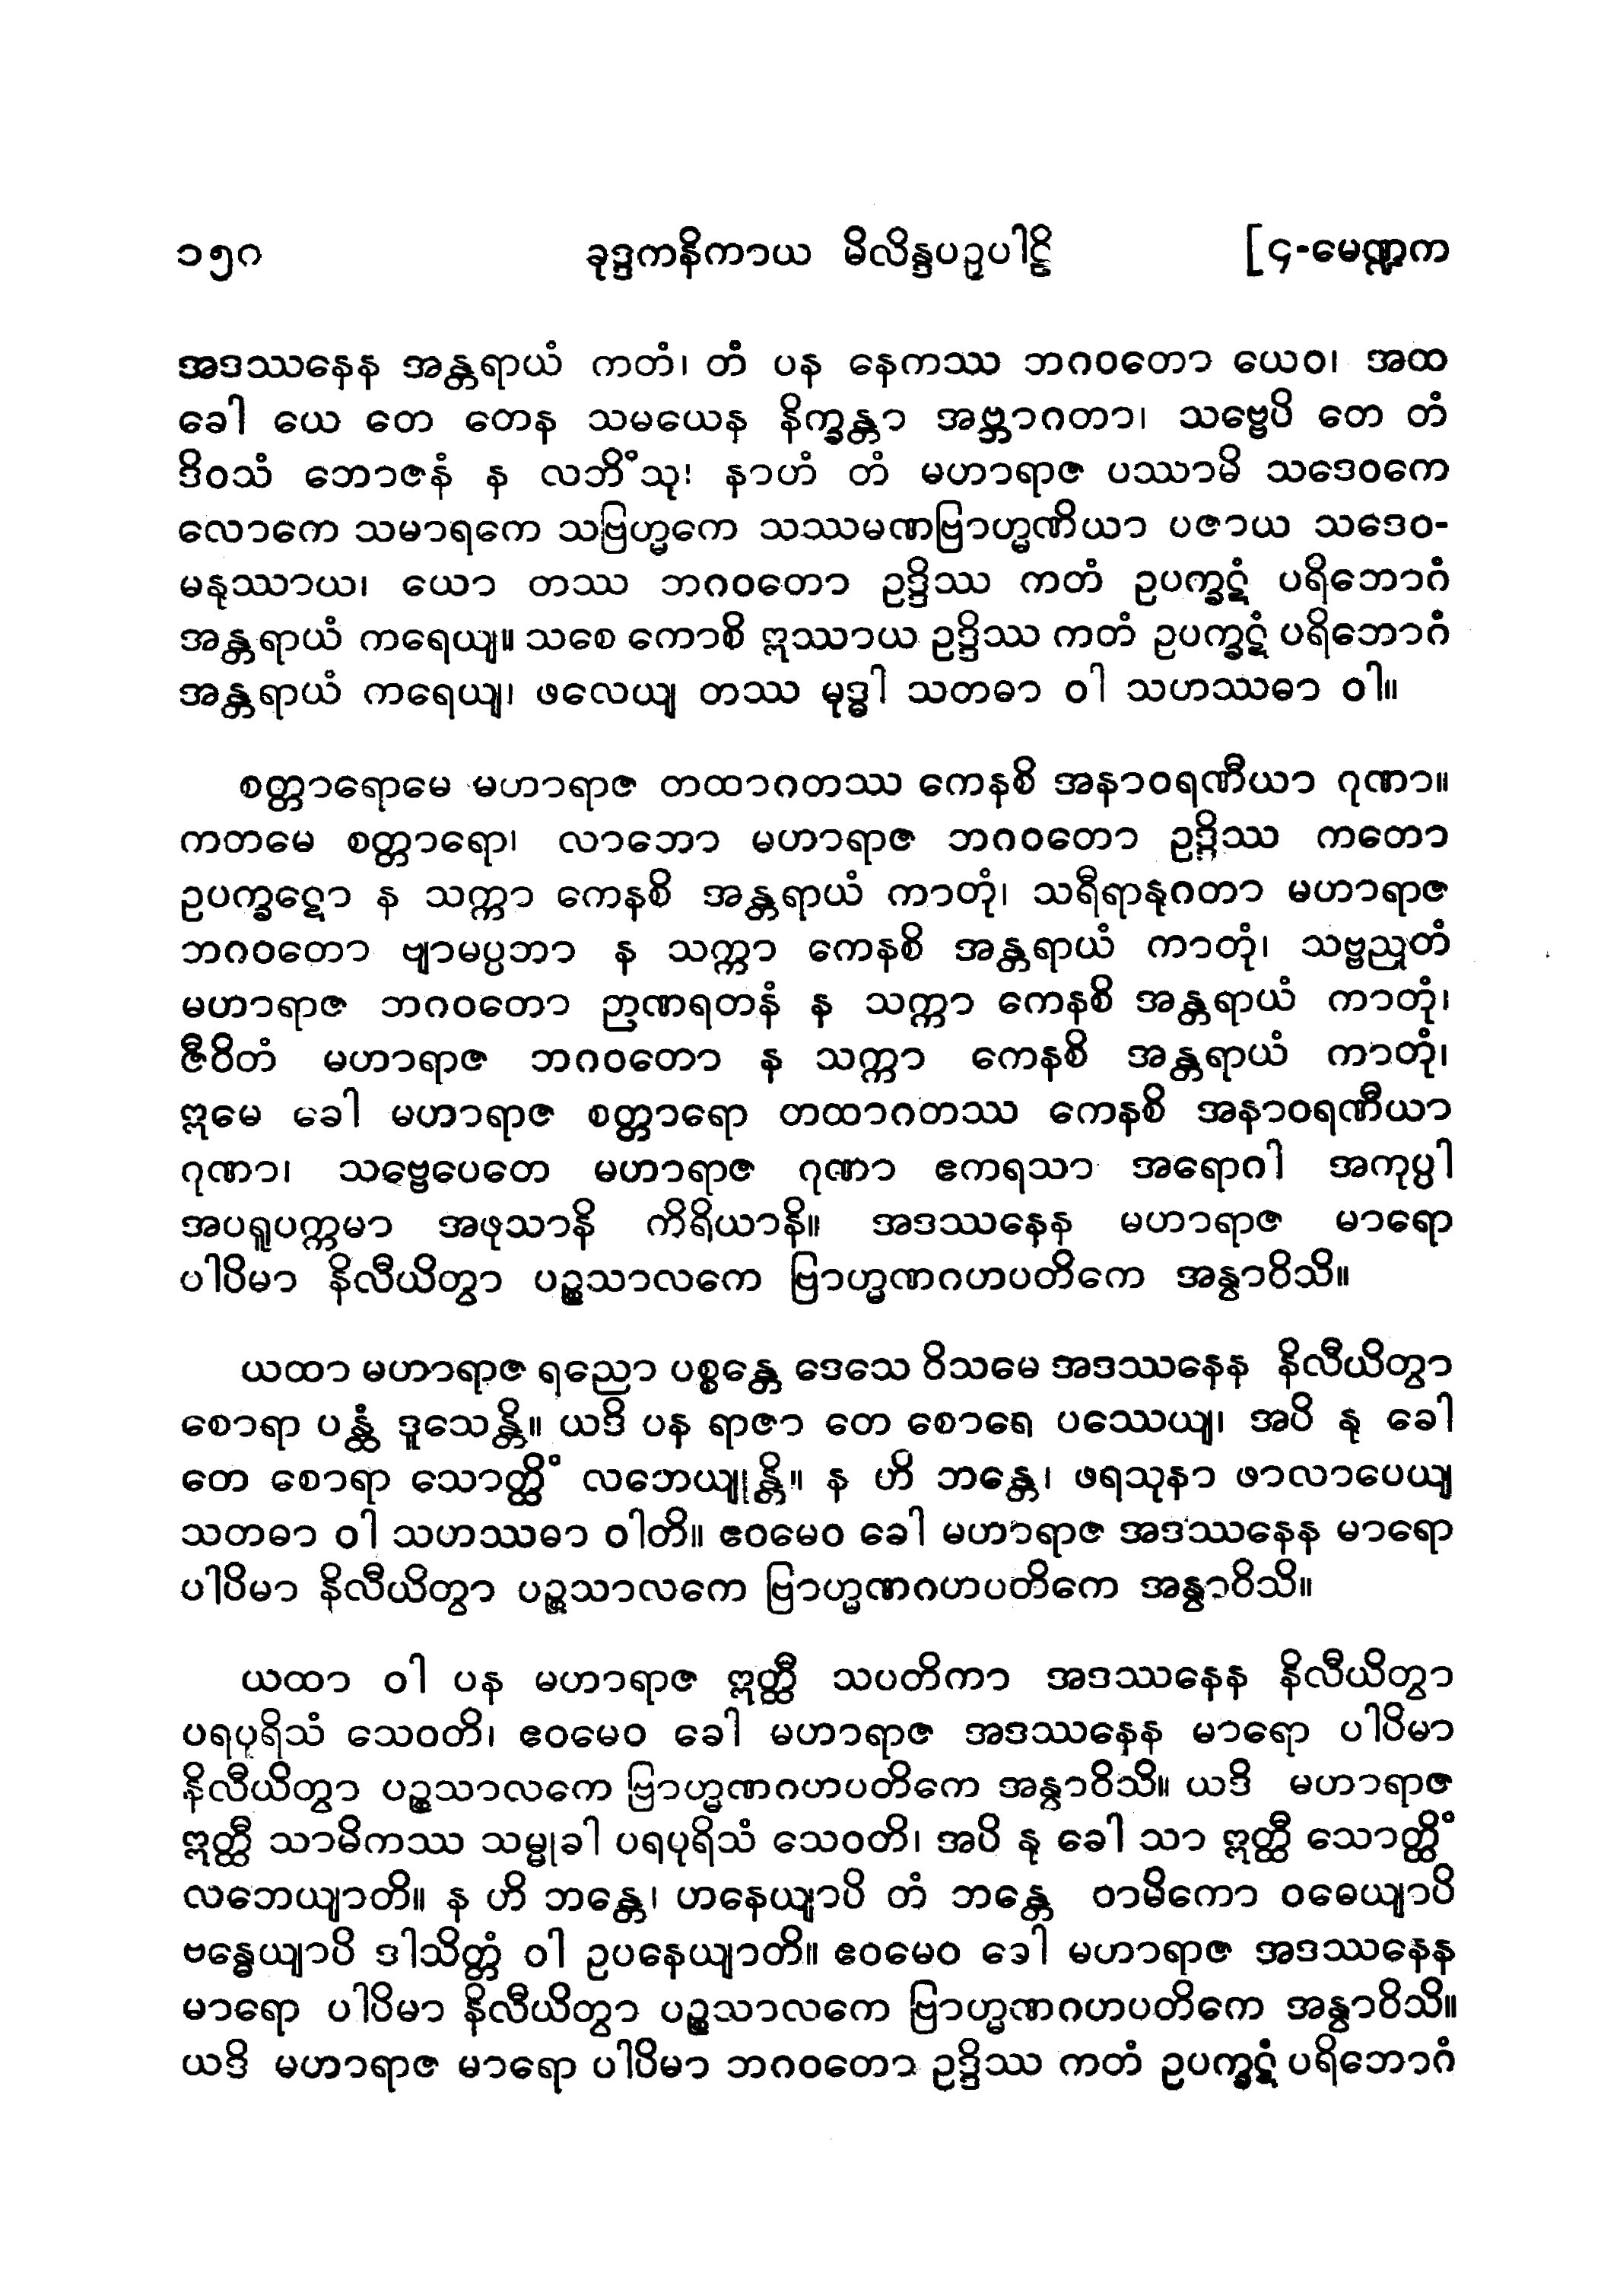 ၁၅ဂ ခုဒ္ဒကနိကာယ မိလိန္ဒပဉှပါဠိ [၄-မေဏ္ဍက
အဒဿနေန အန္တရာယံ ကတံ၊ တံ ပန နေကဿ ဘဂဝတော ယေဝ၊ အထ
ခေါ ယေ တေ တေန သမယေန နိက္ခန္တာ အဗ္ဘာဂတာ၊ သဗ္ဗေပိ တေ တံ
ဒိဝသံ ဘောဇနံ န လဘိံသု၊ နာဟံ တံ မဟာရာဇ ပဿာမိ သဒေဝကေ
လောကေ သမာရကေ သဗြဟ္မကေ သဿမဏဗြာဟ္မဏိယာ ပဇာယ သဒေဝ-
မနုဿာယ၊ ယော တဿ ဘဂဝတော ဥဒ္ဒိဿ ကတံ ဥပက္ခဋံ ပရိဘောဂံ
အန္တရာယံ ကရေယျ။ သစေ ကောစိ ဣဿာယ ဥဒ္ဒိဿ ကတံ ဥပက္ခဋံ ပရိဘောဂံ
အန္တရာယံ ကရေယျ၊ ဖလေယျ တဿ မုဒ္ဓါ သတဓာ ဝါ သဟဿဓာ ဝါ။
စတ္တာရောမေ မဟာရာဇ တထာဂတဿ ကေနစိ အနာဝရဏီယာ ဂုဏာ။
ကတမေ စတ္တာရော၊ လာဘော မဟာရာဇ ဘဂဝတော ဥဒ္ဒိဿ ကတော
ဥပက္ခဋော န သက္ကာ ကေနစိ အန္တရာယံ ကာတုံ၊ သရီရာနုဂတာ မဟာရာဇ
ဘဂဝတော ဗျာမပ္ပဘာ န သက္ကာ ကေနစိ အန္တရာယံ ကာတုံ၊ သဗ္ဗညုတံ
မဟာရာဇ ဘဂဝတော ဉာဏရတနံ န သက္ကာ ကေနစိ အန္တရာယံ ကာတုံ၊
ဇီဝိတံ မဟာရာဇ ဘဂဝတော န သက္ကာ ကေနစိ အန္တရာယံ ကာတုံ၊
ဣမေ ခေါ မဟာရာဇ စတ္တာရော တထာဂတဿ ကေနစိ အနာဝရဏီယာ
ဂုဏာ၊ သဗ္ဗေပေတေ မဟာရာဇ ဂုဏာ ဧကရသာ အရောဂါ အကုပ္ပါ
အပရူပက္ကမာ အဖုသာနိ ကိရိယာနိ။ အဒဿနေန မဟာရာဇ မာရော
ပါပိမာ နိလီယိတွာ ပဉ္စသာလကေ ဗြာဟ္မဏဂဟပတိကေ အန္ဝာဝိသိ။
ယထာ မဟာရာဇ ရညော ပစ္စန္တေ ဒေသေ ဝိသမေ အဒဿနေန နိလီယိတွာ
စောရာ ပန္ထံ ဒူသေန္တိ။ ယဒိ ပန ရာဇာ တေ စောရေ ပဿေယျ၊ အပိ နု ခေါ
တေ စောရာ သောတ္ထိံ လဘေယျုန္တိ။ န ဟိ ဘန္တေ၊ ဖရသုနာ ဖာလာပေယျ
သတဓာ ဝါ သဟဿဓာ ဝါတိ။ ဧဝမေဝ ခေါ မဟာရာဇ အဒဿနေန မာရော
ပါပိမာ နိလီယိတွာ ပဉ္စသာလကေ ဗြာဟ္မဏဂဟပတိကေ အန္ဝာဝိသိ။
ယထာ ဝါ ပန မဟာရာဇ ဣတ္ထီ သပတိကာ အဒဿနေန နိလီယိတွာ
ပရပုရိသံ သေဝတိ၊ ဧဝမေဝ ခေါ မဟာရာဇ အဒဿနေန မာရော ပါပိမာ
နိလီယိတွာ ပဉ္စသာလကေ ဗြာဟ္မဏဂဟပတိကေ အန္ဝာဝိသိ။ ယဒိ မဟာရာဇ
ဣတ္ထီ သာမိကဿ သမ္မုခါ ပရပုရိသံ သေဝတိ၊ အပိ နု ခေါ သာ ဣတ္ထီ သောတ္ထိံ
လဘေယျာတိ။ န ဟိ ဘန္တေ၊ ဟနေယျာပိ တံ ဘန္တေ ဝာမိကော ဝဓေယျာပိ
ဗန္ဓေယျာပိ ဒါသိတ္တံ ဝါ ဥပနေယျာတိ။ ဧဝမေဝ ခေါ မဟာရာဇ အဒဿနေန
မာရော ပါပိမာ နိလီယိတွာ ပဉ္စသာလကေ ဗြာဟ္မဏဂဟပတိကေ အန္ဝာဝိသိ။
ယဒိ မဟာရာဇ မာရော ပါပိမာ ဘဂဝတော ဥဒ္ဒိဿ ကတံ ဥပက္ခဋံ ပရိဘောဂံ